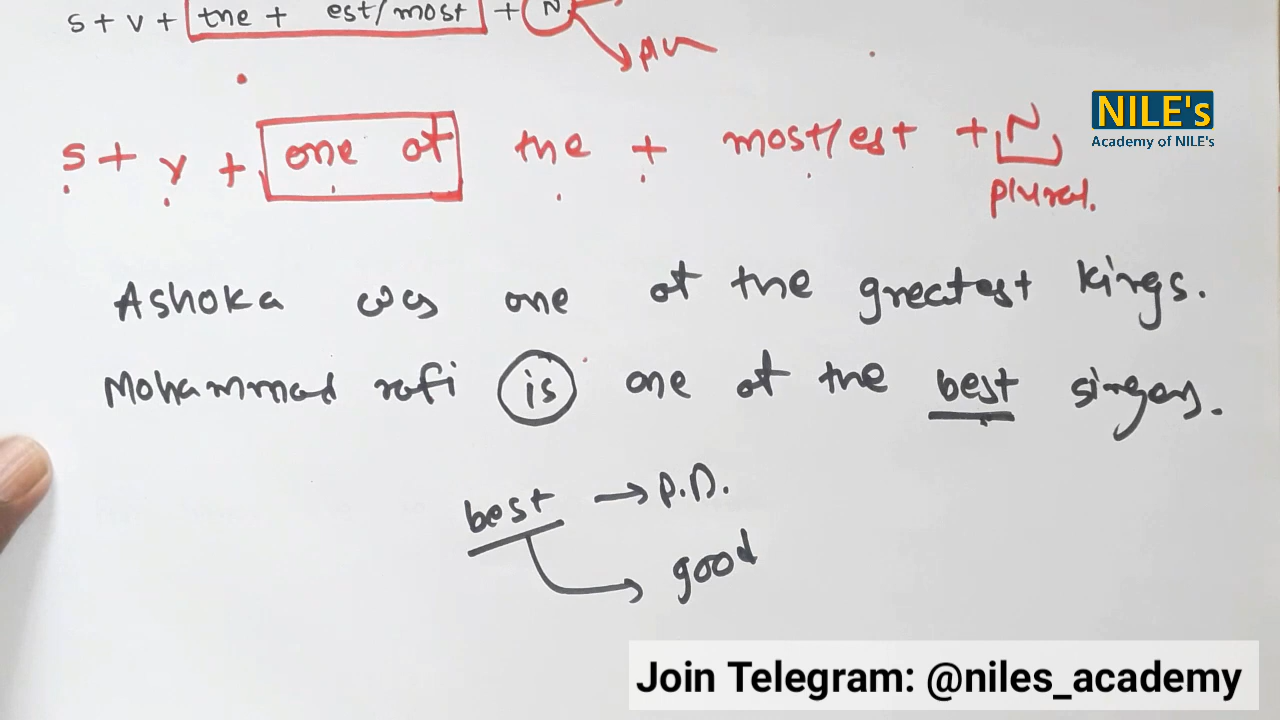 s + v + the + est/most + N
plu
NILE's
Academy of NILE's
s + v + one of the + most/est + N
plural.
Ashoka was one of the greatest kings.
Mohammad rafi is one of the best singers.
best → P.D.
good
Join Telegram: @niles_academy